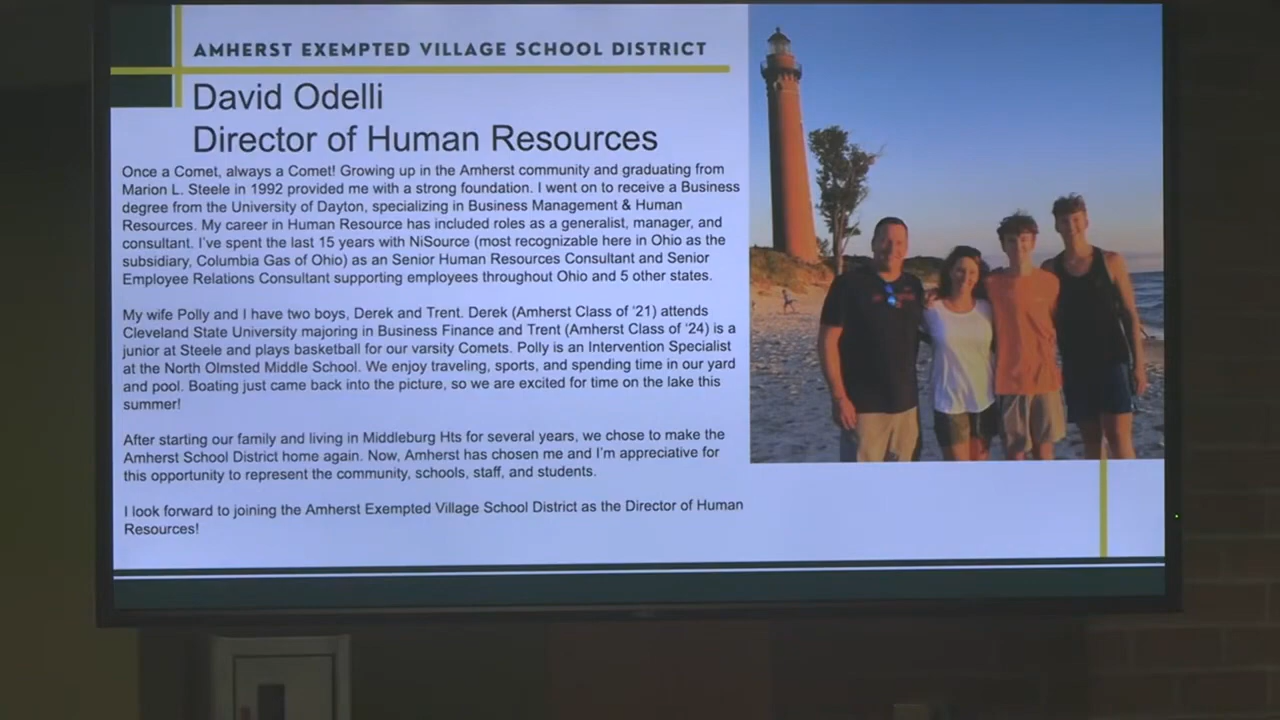 AMHERST EXEMPTED VILLAGE SCHOOL DISTRICT
David Odelli
Director of Human Resources
Once a Comet, always a Comet! Growing up in the Amherst community and graduating from
Marion L. Steele in 1992 provided me with a strong foundation. I went on to receive a Business
degree from the University of Dayton, specializing in Business Management & Human
Resources. My career in Human Resource has included roles as a generalist, manager, and
consultant. I've spent the last 15 years with NiSource (most recognizable here in Ohio as the
subsidiary, Columbia Gas of Ohio) as an Senior Human Resources Consultant and Senior
Employee Relations Consultant supporting employees throughout Ohio and 5 other states.
My wife Polly and I have two boys, Derek and Trent. Derek (Amherst Class of '21) attends
Cleveland State University majoring in Business Finance and Trent (Amherst Class of '24) is a
junior at Steele and plays basketball for our varsity Comets. Polly is an Intervention Specialist
at the North Olmsted Middle School. We enjoy traveling, sports, and spending time in our yard
and pool. Boating just came back into the picture, so we are excited for time on the lake this
summer!
After starting our family and living in Middleburg Hts for several years, we chose to make the
Amherst School District home again. Now, Amherst has chosen me and I'm appreciative for
this opportunity to represent the community, schools, staff, and students.
I look forward to joining the Amherst Exempted Village School District as the Director of Human
Resources!